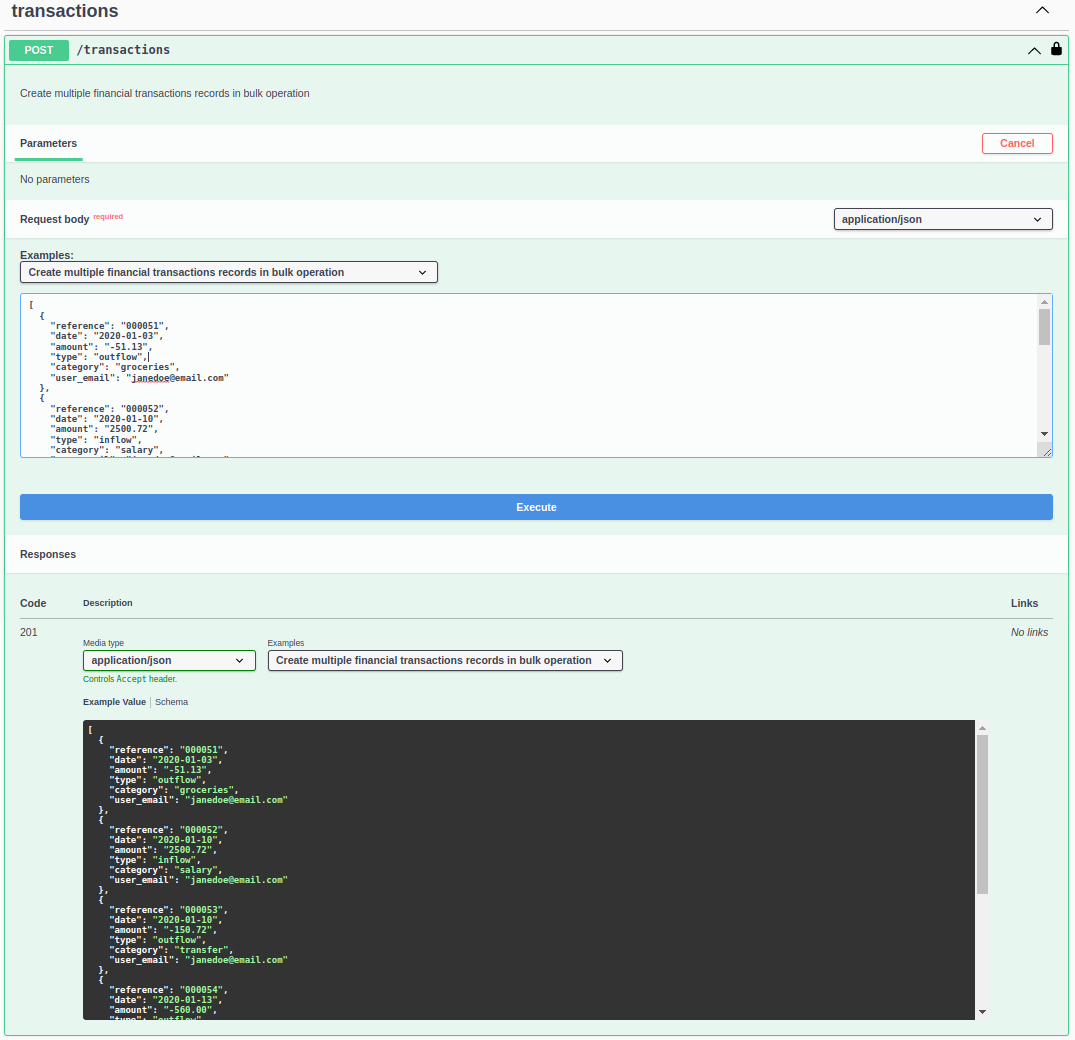 transactions
POST /transactions
Create multiple financial transactions records in bulk operation
Parameters
Cancel
No parameters
Request body required
application/json
Examples:
Create multiple financial transactions records in bulk operation
[
{
"reference": "000051",
"date": "2020-01-03",
"amount": "-51.13",
"type": "outflow",
"category": "groceries",
"user_email": "janedoe@email.com"
},
{
"reference": "000052",
"date": "2020-01-10",
"amount": "2500.72",
"type": "inflow",
"category": "salary",
Execute
Responses
Code Description Links
201 No links
Media type Examples
application/json Create multiple financial transactions records in bulk operation
Controls Accept header.
Example Value Schema
[
{
"reference": "000051",
"date": "2020-01-03",
"amount": "-51.13",
"type": "outflow",
"category": "groceries",
"user_email": "janedoe@email.com"
},
{
"reference": "000052",
"date": "2020-01-10",
"amount": "2500.72",
"type": "inflow",
"category": "salary",
"user_email": "janedoe@email.com"
},
{
"reference": "000053",
"date": "2020-01-10",
"amount": "-150.72",
"type": "outflow",
"category": "transfer",
"user_email": "janedoe@email.com"
},
{
"reference": "000054",
"date": "2020-01-13",
"amount": "-560.00",
"type": "outflow",